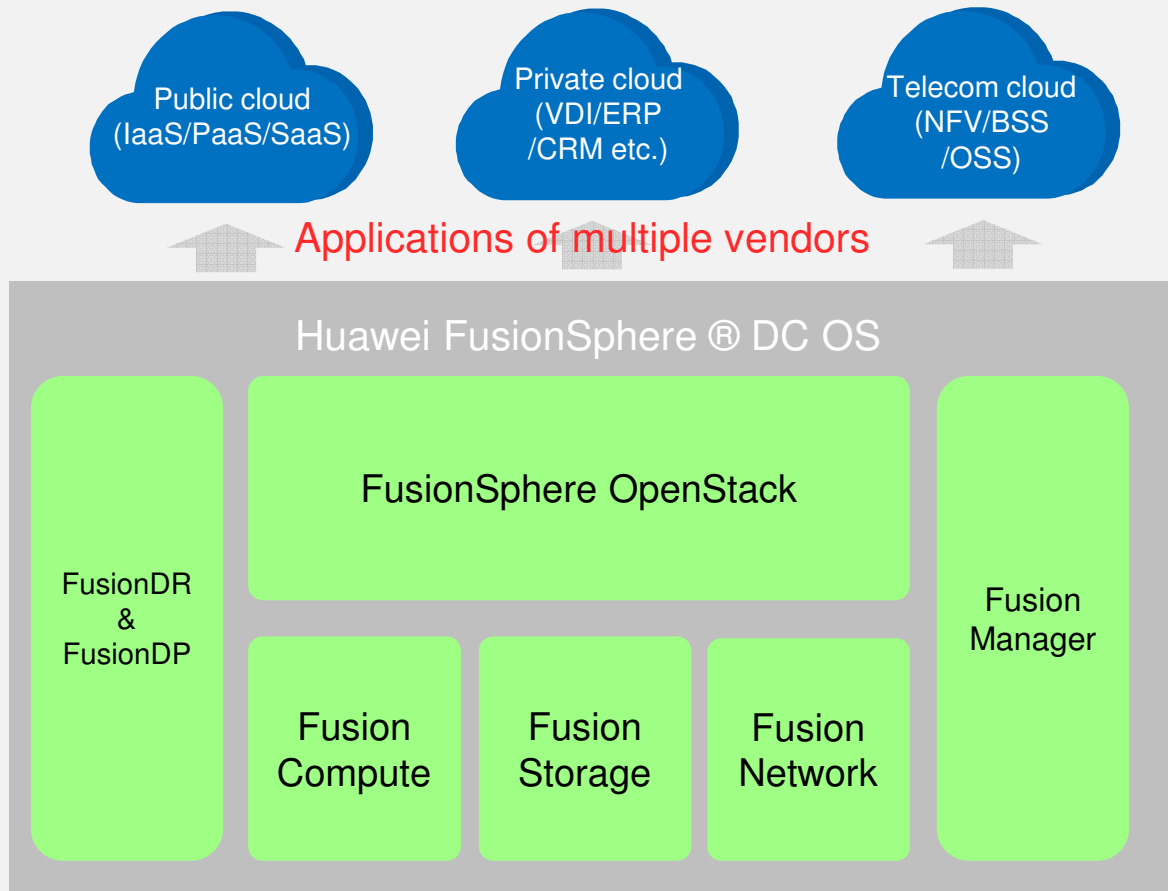 Public cloud
(IaaS/PaaS/SaaS)
Private cloud
(VDI/ERP
/CRM etc.)
Telecom cloud
(NFV/BSS
/OSS)
Applications of multiple vendors
Huawei FusionSphere ® DC OS
FusionDR
&
FusionDP
FusionSphere OpenStack
Fusion
Manager
Fusion
Compute
Fusion
Storage
Fusion
Network